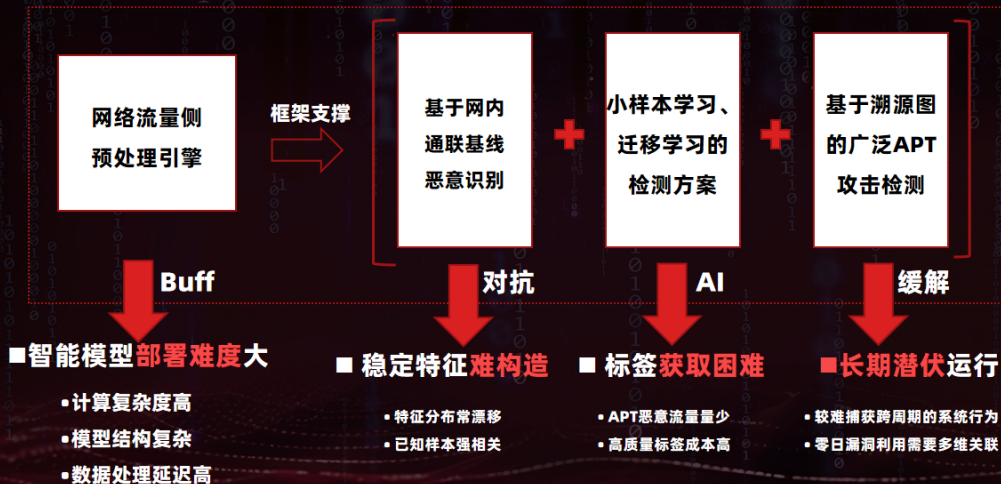 网络流量侧
预处理引擎
框架支撑
基于网内
通联基线
恶意识别
小样本学习、
迁移学习的
检测方案
基于溯源图
的广泛APT
攻击检测
Buff
对抗
AI
缓解
■智能模型部署难度大
•计算复杂度高
•模型结构复杂
•数据处理延迟高
■ 稳定特征难构造
• 特征分布常漂移
• 已知样本强相关
■ 标签获取困难
• APT恶意流量量少
• 高质量标签成本高
■长期潜伏运行
• 较难捕获跨周期的系统行为
• 零日漏洞利用需要多维关联